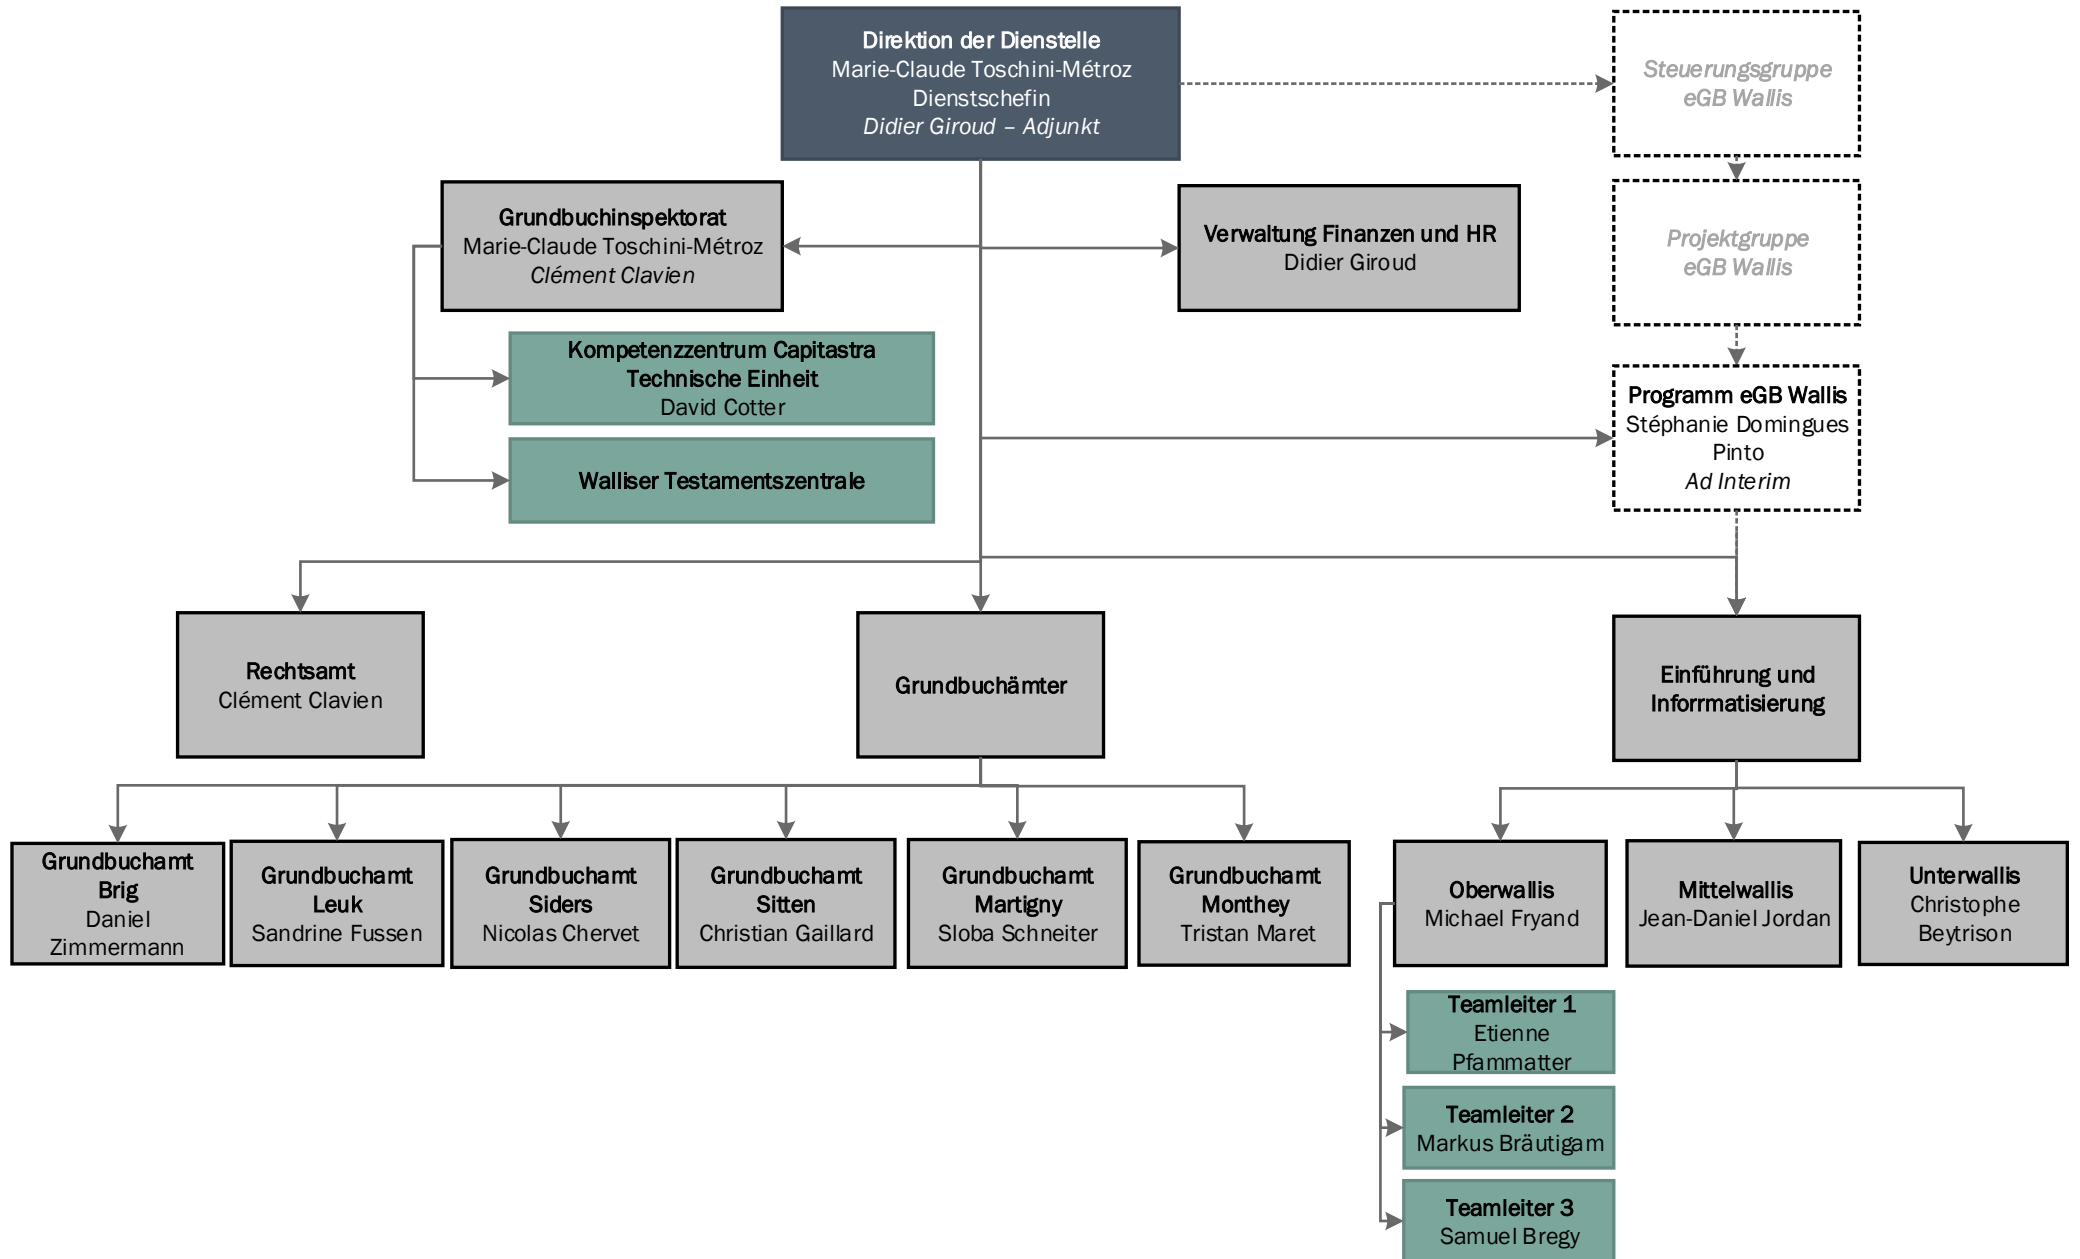 Direktion der Dienstelle
Marie-Claude Toschini-Métroz
Dienstschefin
Didier Giroud – Adjunkt
Steuerungsgruppe
eGB Wallis
Grundbuchinspektorat
Marie-Claude Toschini-Métroz
Clément Clavien
Verwaltung Finanzen und HR
Didier Giroud
Projektgruppe
eGB Wallis
Kompetenzzentrum Capitastra
Technische Einheit
David Cotter
Programm eGB Wallis
Stéphanie Domingues
Pinto
Ad Interim
Walliser Testamentszentrale
Rechtsamt
Clément Clavien
Grundbuchämter
Einführung und
Inforrmatisierung
Grundbuchamt
Brig
Daniel
Zimmermann
Grundbuchamt
Leuk
Sandrine Fussen
Grundbuchamt
Siders
Nicolas Chervet
Grundbuchamt
Sitten
Christian Gaillard
Grundbuchamt
Martigny
Sloba Schneiter
Grundbuchamt
Monthey
Tristan Maret
Oberwallis
Michael Fryand
Mittelwallis
Jean-Daniel Jordan
Unterwallis
Christophe
Beytrison
Teamleiter 1
Etienne
Pfammatter
Teamleiter 2
Markus Bräutigam
Teamleiter 3
Samuel Bregy